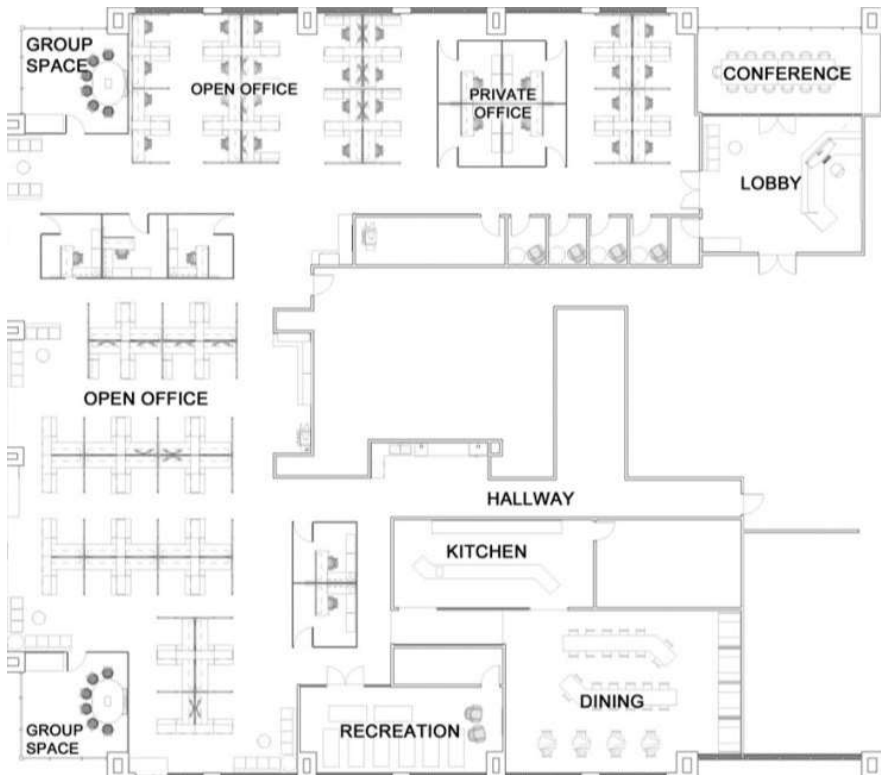 GROUP
SPACE
OPEN OFFICE
PRIVATE
OFFICE
CONFERENCE
LOBBY
OPEN OFFICE
HALLWAY
KITCHEN
GROUP
SPACE
RECREATION
DINING